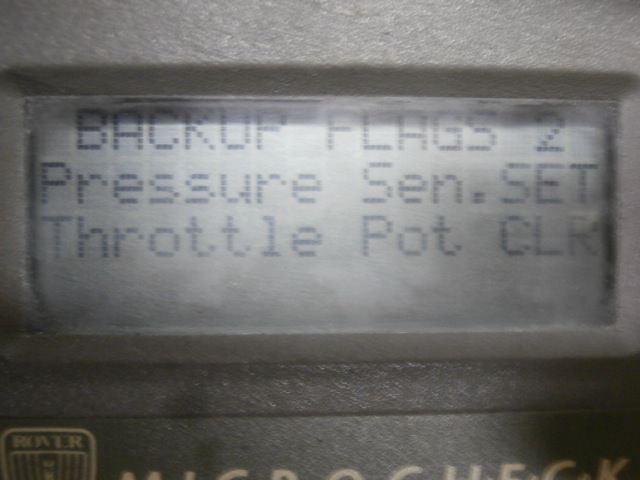 BACKUP FLAGS 2
Pressure Sen.SET
Throttle Pot CLR
ROVER
MICROCHECK